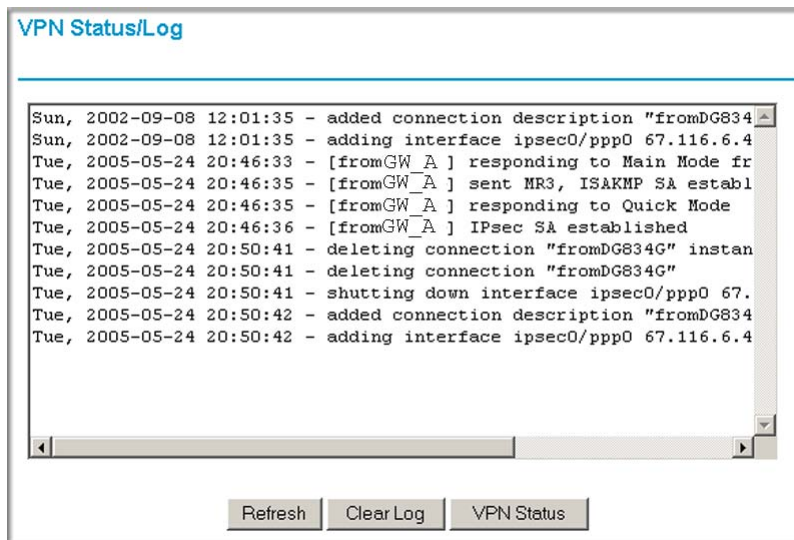 VPN Status/Log
Sun, 2002-09-08 12:01:35 - added connection description "fromDG834
Sun, 2002-09-08 12:01:35 - adding interface ipsec0/ppp0 67.116.6.4
Tue, 2005-05-24 20:46:33 - [fromGW_A ] responding to Main Mode fr
Tue, 2005-05-24 20:46:35 - [fromGW_A ] sent MR3, ISAKMP SA establ
Tue, 2005-05-24 20:46:35 - [fromGW_A ] responding to Quick Mode
Tue, 2005-05-24 20:46:36 - [fromGW_A ] IPsec SA established
Tue, 2005-05-24 20:50:41 - deleting connection "fromDG834G" instan
Tue, 2005-05-24 20:50:41 - deleting connection "fromDG834G"
Tue, 2005-05-24 20:50:41 - shutting down interface ipsec0/ppp0 67.
Tue, 2005-05-24 20:50:42 - added connection description "fromDG834
Tue, 2005-05-24 20:50:42 - adding interface ipsec0/ppp0 67.116.6.4
Refresh Clear Log VPN Status